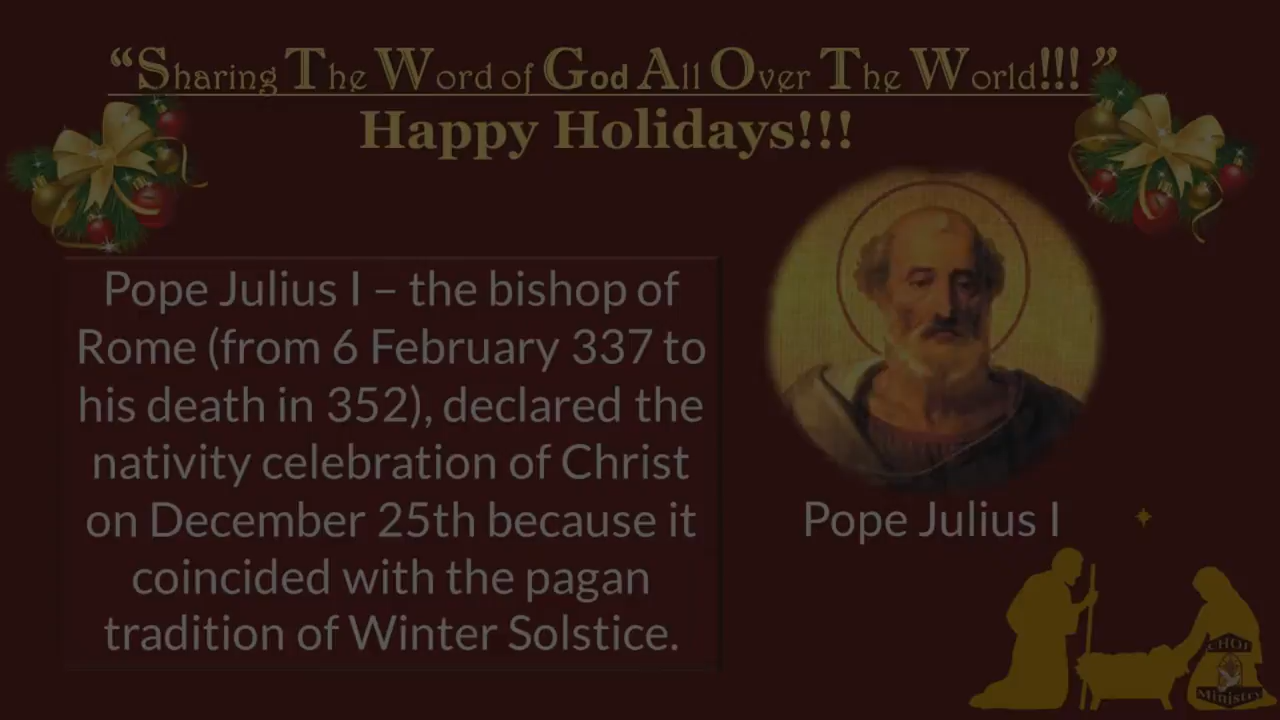 “Sharing The Word of God All Over The World!!!”
Happy Holidays!!!
Pope Julius I – the bishop of
Rome (from 6 February 337 to
his death in 352), declared the
nativity celebration of Christ
on December 25th because it
coincided with the pagan
tradition of Winter Solstice.
Pope Julius I
Ministry